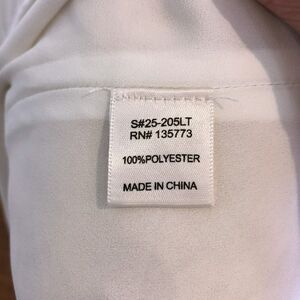 S#25-205LT
RN# 135773
100%POLYESTER
MADE IN CHINA